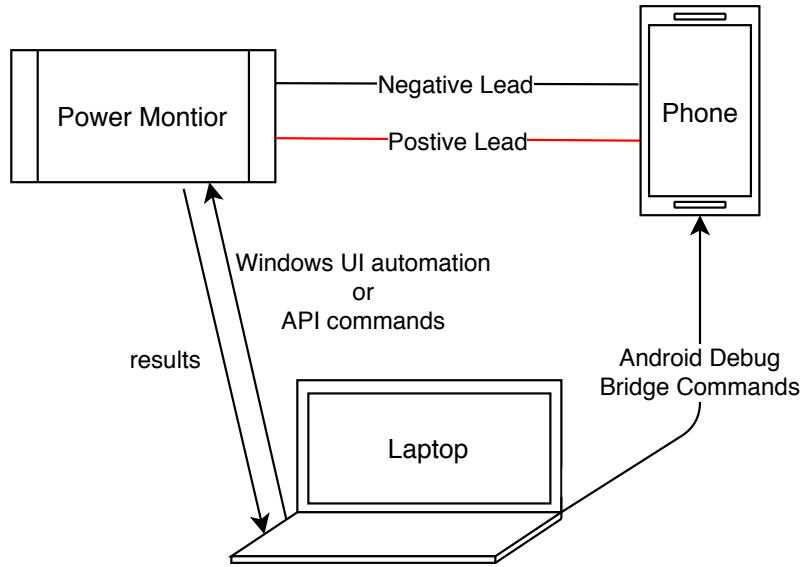 Negative Lead
Power Montior
Phone
Postive Lead
Windows UI automation
or
API commands
results
Android Debug
Bridge Commands
Laptop